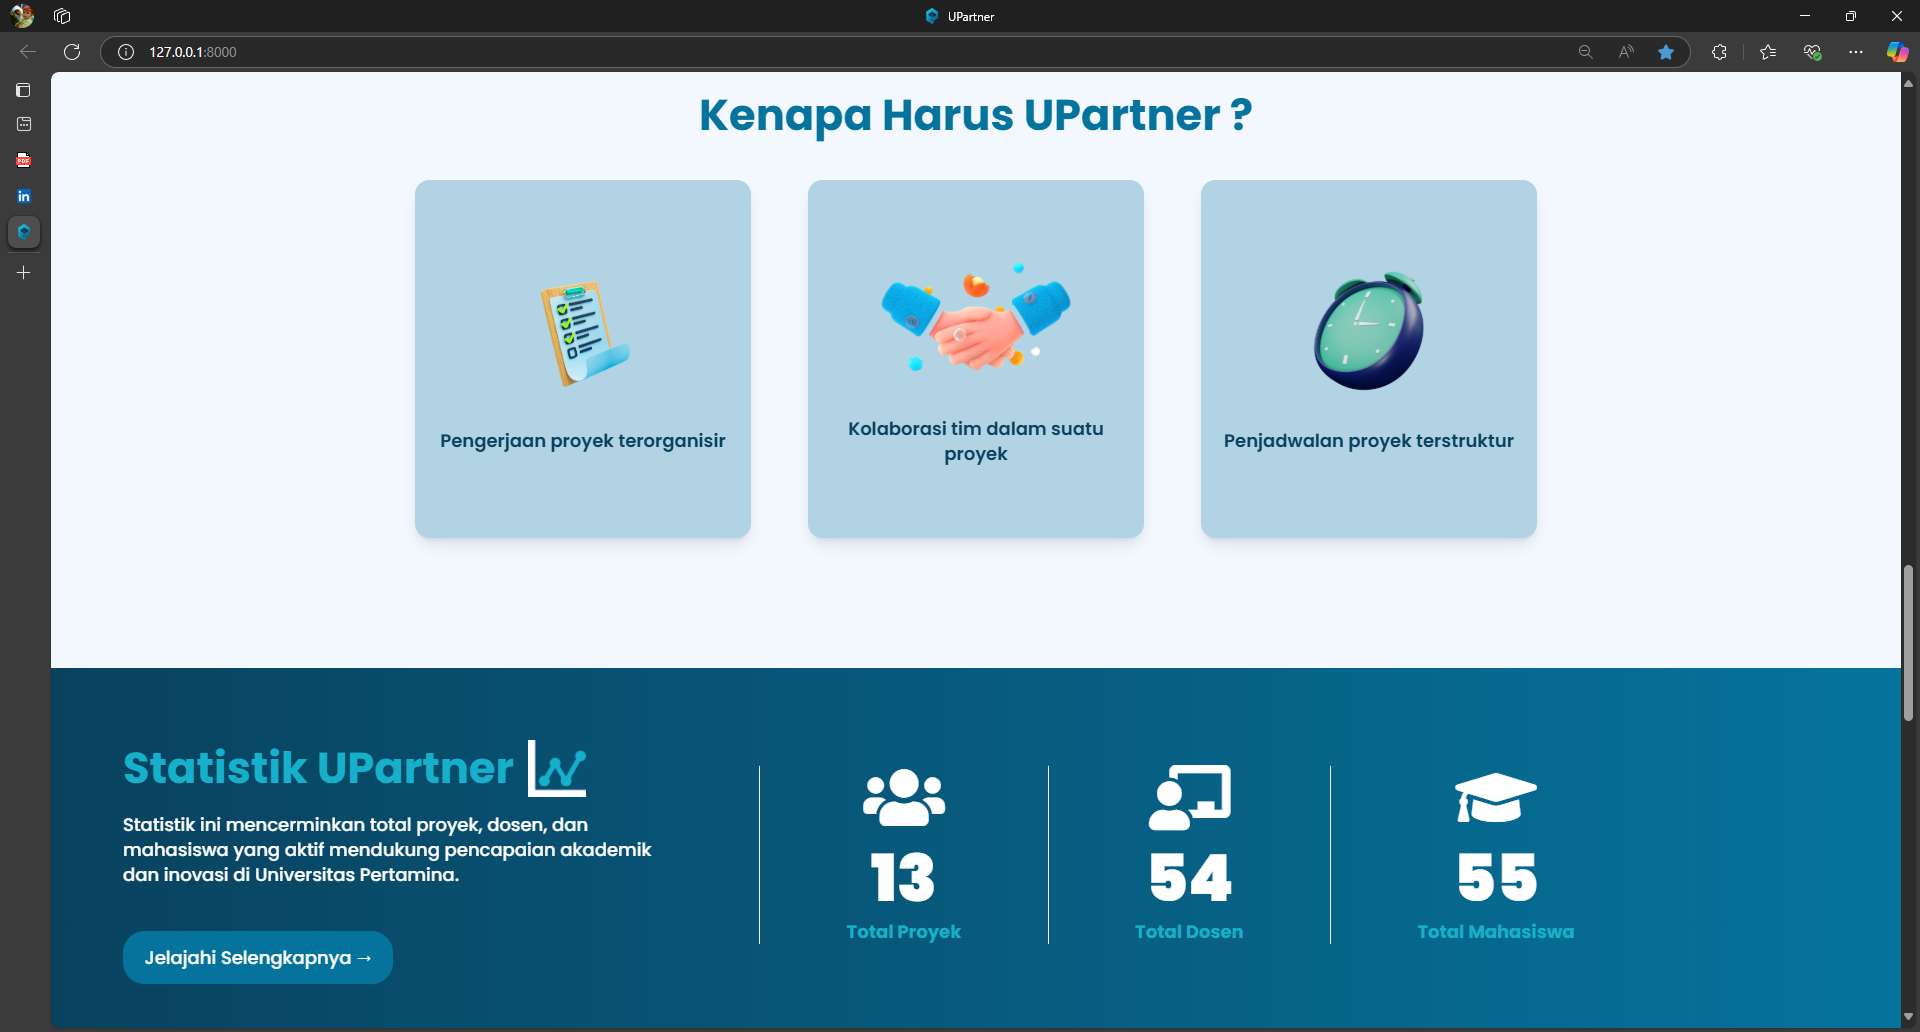 UPartner
127.0.0.1:8000
Kenapa Harus UPartner ?
Pengerjaan proyek terorganisir
Kolaborasi tim dalam suatu
proyek
Penjadwalan proyek terstruktur
Statistik UPartner
Statistik ini mencerminkan total proyek, dosen, dan
mahasiswa yang aktif mendukung pencapaian akademik
dan inovasi di Universitas Pertamina.
Jelajahi Selengkapnya →
13
Total Proyek
54
Total Dosen
55
Total Mahasiswa
PDF
in